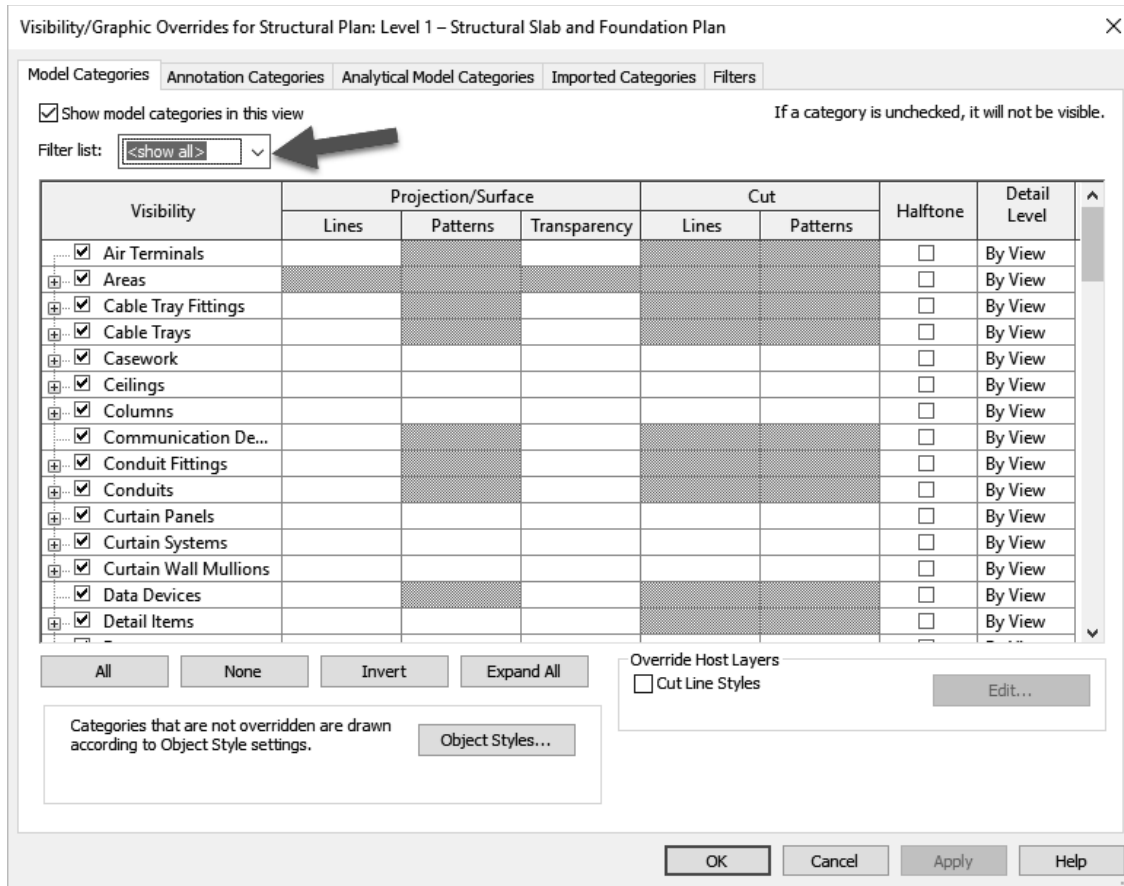 Visibility/Graphic Overrides for Structural Plan: Level 1 – Structural Slab and Foundation Plan
Model Categories Annotation Categories Analytical Model Categories Imported Categories Filters
Show model categories in this view
If a category is unchecked, it will not be visible.
Filter list: <show all>
Visibility Projection/Surface Cut Halftone Detail Level
Lines Patterns Transparency Lines Patterns
Air Terminals By View
Areas By View
Cable Tray Fittings By View
Cable Trays By View
Casework By View
Ceilings By View
Columns By View
Communication De... By View
Conduit Fittings By View
Conduits By View
Curtain Panels By View
Curtain Systems By View
Curtain Wall Mullions By View
Data Devices By View
Detail Items By View
All None Invert Expand All
Override Host Layers
Cut Line Styles Edit...
Categories that are not overridden are drawn
according to Object Style settings.
Object Styles...
OK Cancel Apply Help